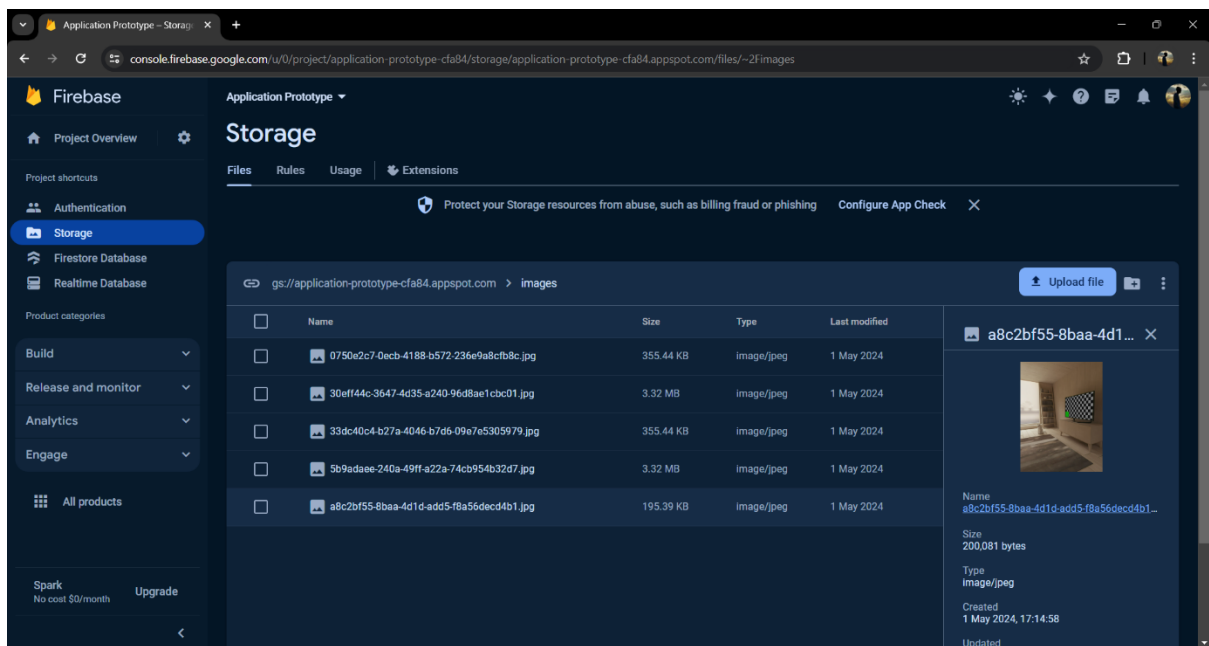 Application Prototype – Storag
console.firebase.google.com/u/0/project/application-prototype-cfa84/storage/application-prototype-cfa84.appspot.com/files/~2Fimages
Firebase
Application Prototype
Project Overview
Storage
Files Rules Usage Extensions
Project shortcuts
Protect your Storage resources from abuse, such as billing fraud or phishing Configure App Check
Authentication
Storage
Firestore Database
Realtime Database
Product categories
Build
Release and monitor
Analytics
Engage
All products
Spark
No cost $0/month
Upgrade
gs://application-prototype-cfa84.appspot.com > images
Upload file
Name Size Type Last modified
0750e2c7-0ecb-4188-b572-236e9a8cfb8c.jpg 355.44 KB image/jpeg 1 May 2024
30eff44c-3647-4d35-a240-96d8ae1cbc01.jpg 3.32 MB image/jpeg 1 May 2024
33dc40c4-b27a-4046-b7d6-09e7e5305979.jpg 355.44 KB image/jpeg 1 May 2024
5b9adaee-240a-49ff-a22a-74cb954b32d7.jpg 3.32 MB image/jpeg 1 May 2024
a8c2bf55-8baa-4d1d-add5-f8a56decd4b1.jpg 195.39 KB image/jpeg 1 May 2024
a8c2bf55-8baa-4d1...
Name
a8c2bf55-8baa-4d1d-add5-f8a56decd4b1...
Size
200,081 bytes
Type
image/jpeg
Created
1 May 2024, 17:14:58
Updated